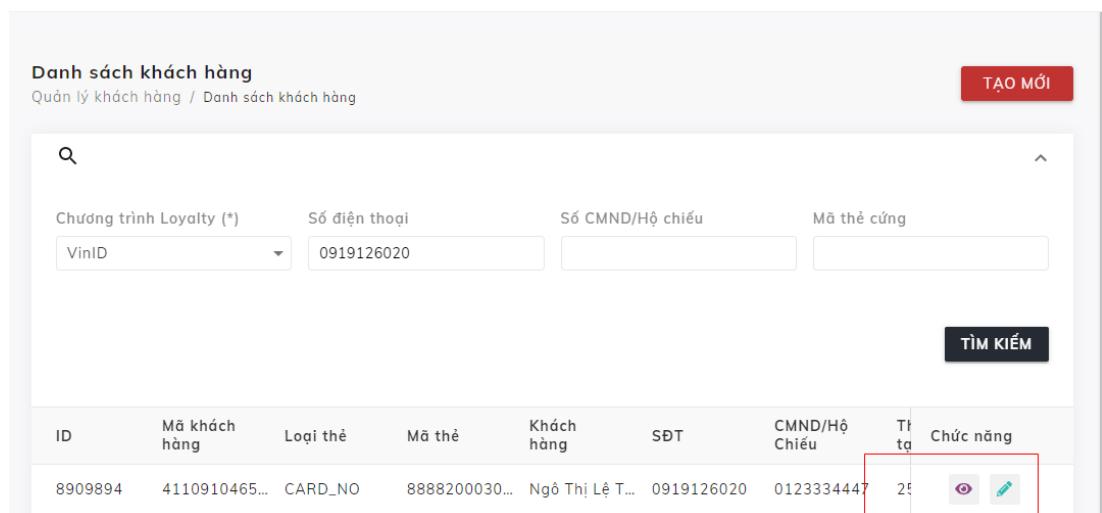 Danh sách khách hàng
Quản lý khách hàng / Danh sách khách hàng
TẠO MỚI
Chương trình Loyalty (*) Số điện thoại Số CMND/Hộ chiếu Mã thẻ cứng
VinID 0919126020
TÌM KIẾM
ID Mã khách hàng Loại thẻ Mã thẻ Khách hàng SĐT CMND/Hộ Chiếu Chức năng
8909894 4110910465... CARD_NO 8888200030... Ngô Thị Lệ T... 0919126020 0123334447